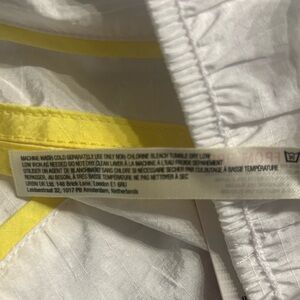 MACHINE WASH COLD SEPARATELY USE ONLY NON-CHLORINE BLEACH TUMBLE DRY LOW
LOW IRON AS NEEDED DO NOT DRY CLEAN LAVER A LA MACHINE À L'EAU FROIDE SÉPARÉMENT
UTILISER UN AGENT DE BLANCHIMENT SANS CHLOR SI NÉCESSAIRE SÉCHER PAR CULBUTAGE À BASSE TEMPÉRATURE
REPASSER, AU BESOIN, À TRÈS BASSE TEMPÉRATURE NE PAS NETTOYER À SEC
URBN UK Ltd, 146 Brick Lane, London E1 6RU
Leidsestraat 32, 1017 PB Amsterdam, Netherlands